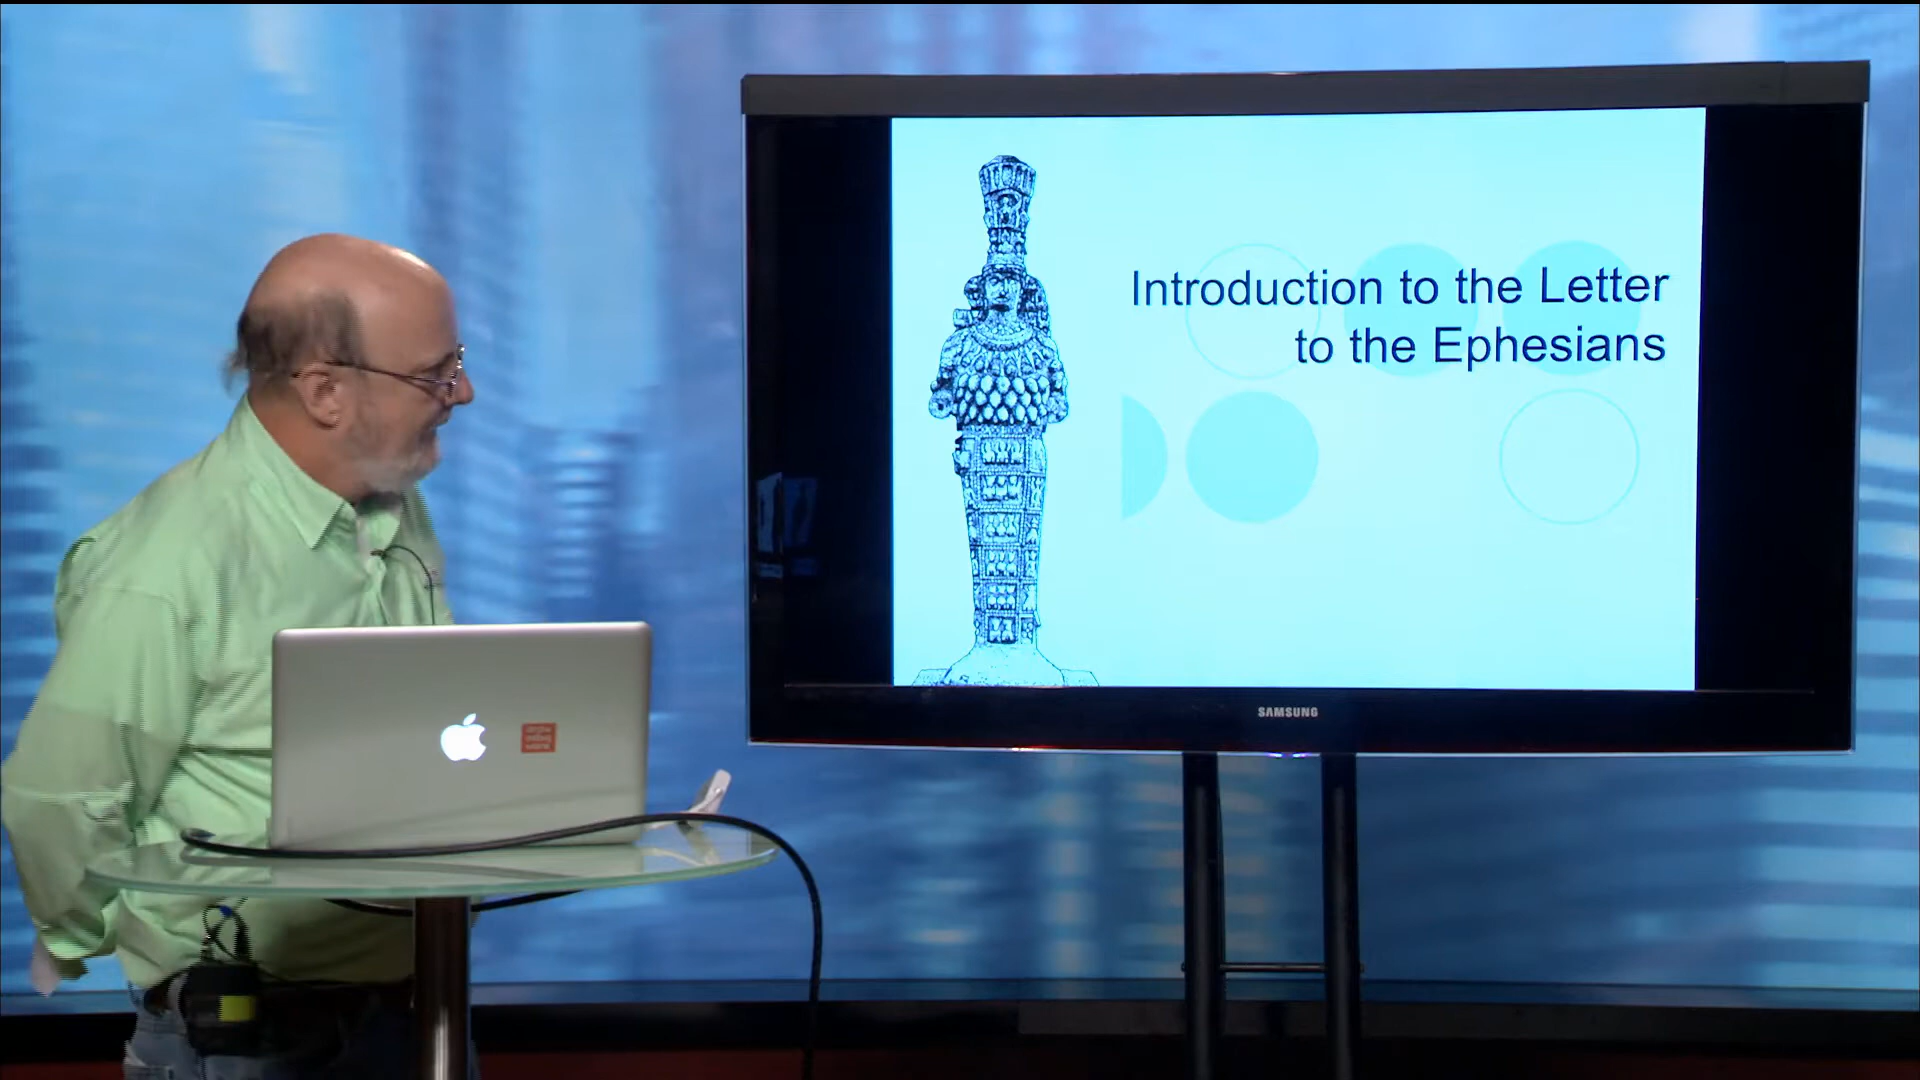 Introduction to the Letter
to the Ephesians
SAMSUNG